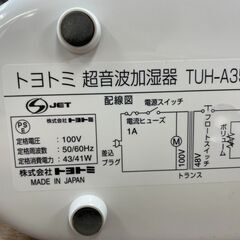 トヨトミ 超音波加湿器 TUH-A35
S JET
配線図
PS E
株式会社 トヨトミ
定格電圧：100V
定格周波数：50/60Hz
定格消費電力：43/41W
株式会社 トヨトミ
MADE IN JAPAN
電源スイッチ
電流ヒューズ
1A
差込プラグ
100V
48V
トランス
フロートスイッチ
ボリューム